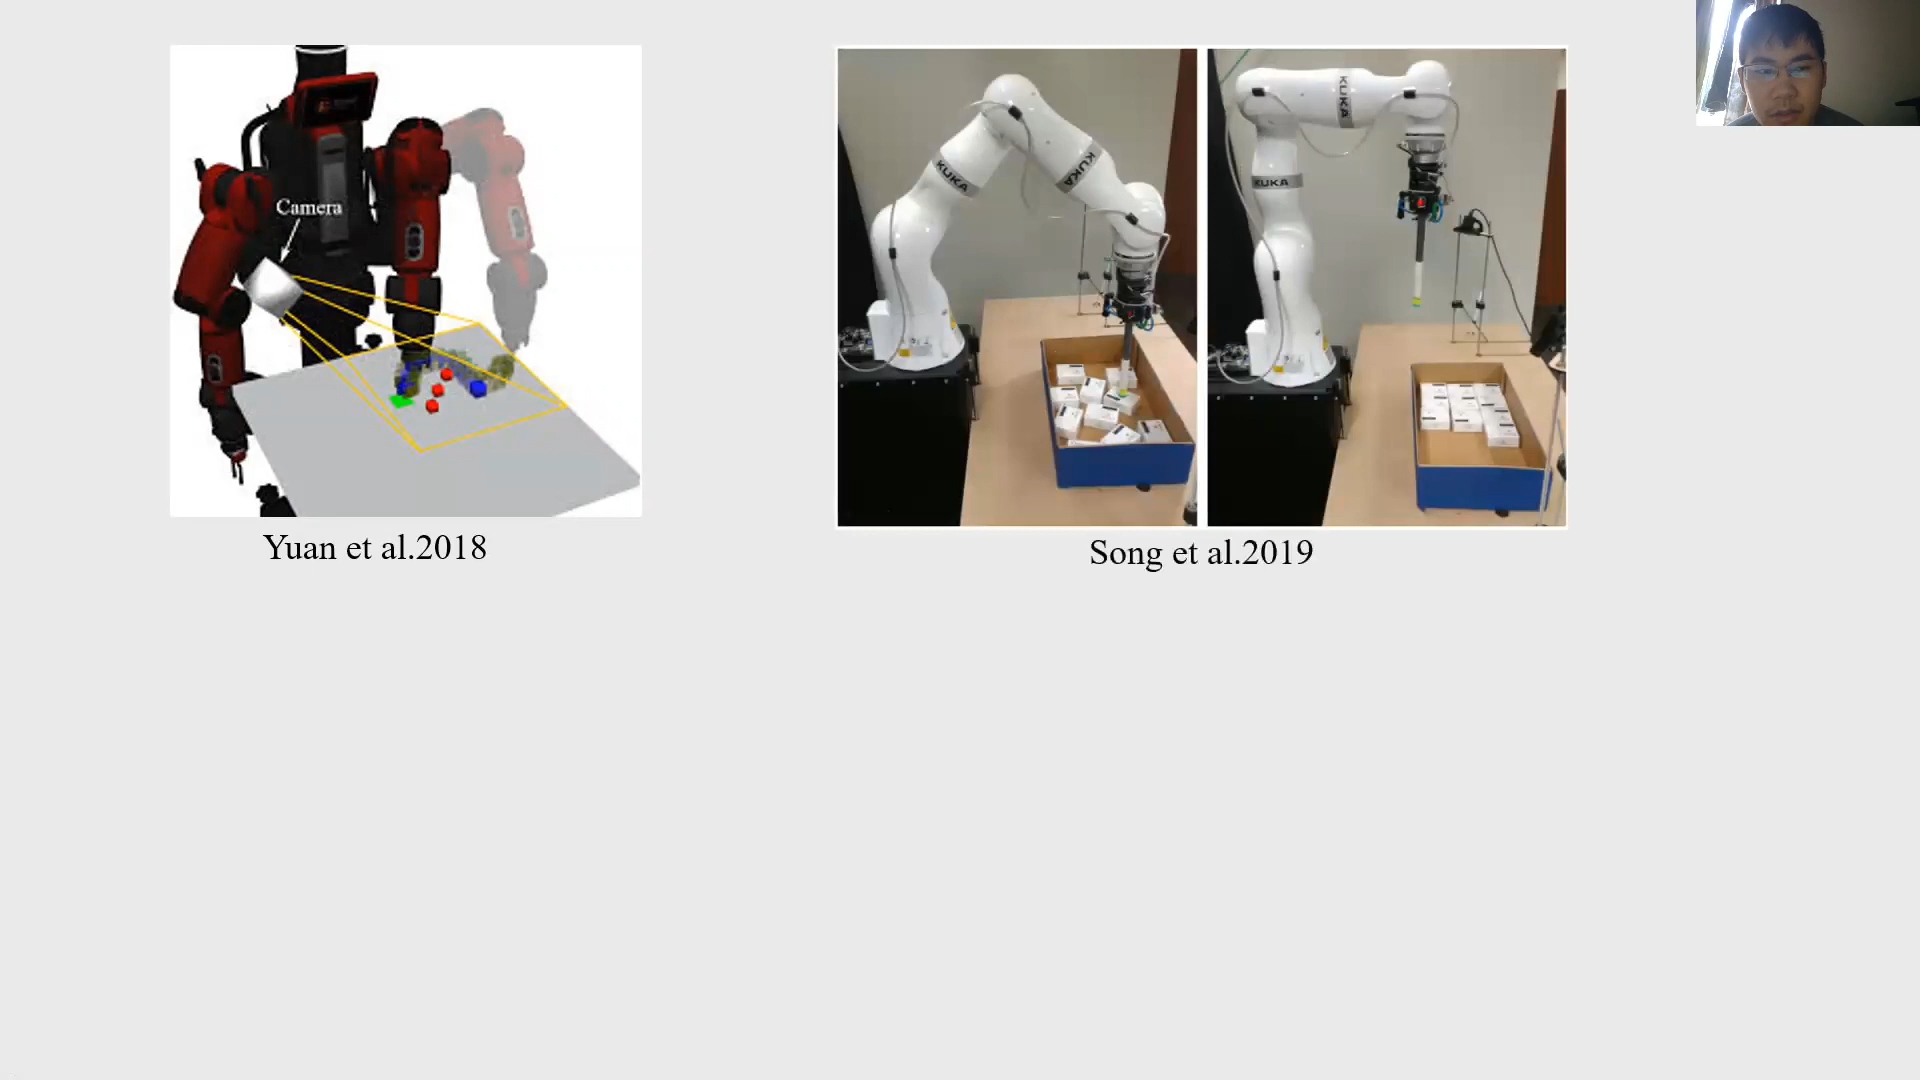 Camera
KUKA
KUKA
KUKA
KUKA
Yuan et al.2018
Song et al.2019